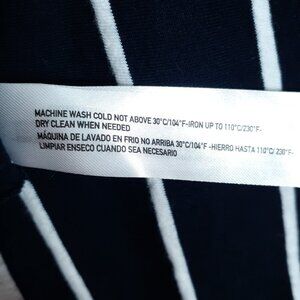 MACHINE WASH COLD NOT ABOVE 30°C/104°F-IRON UP TO 110°C/230°F-
DRY CLEAN WHEN NEEDED
MÁQUINA DE LAVADO EN FRIO NO ARRIBA 30°C/104°F -HIERRO HASTA 110°C/230°F-
LIMPIAR ENSECO CUANDO SEA NECESARIO